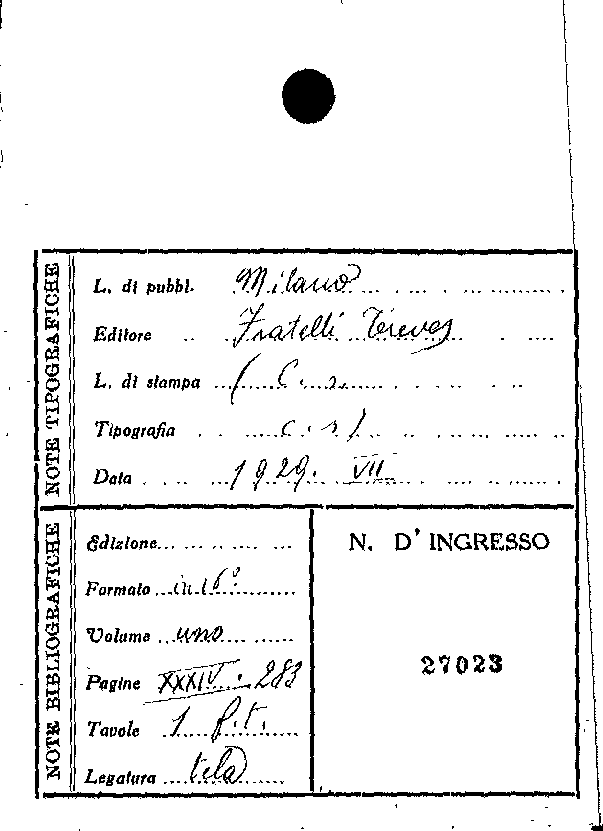 NOTE TIPOGRAFICHE
L. di pubbl. Milano
Editore Fratelli Treves
L. di stampa ( C. s.
Tipografia c. s )
Data 1929. VII
NOTE BIBLIOGRAFICHE
Edizione
Formato in 16°
Volume uno
Pagine XXXIV. 283
Tavole 1 f. t.
Legatura tela
N. D' INGRESSO
27023